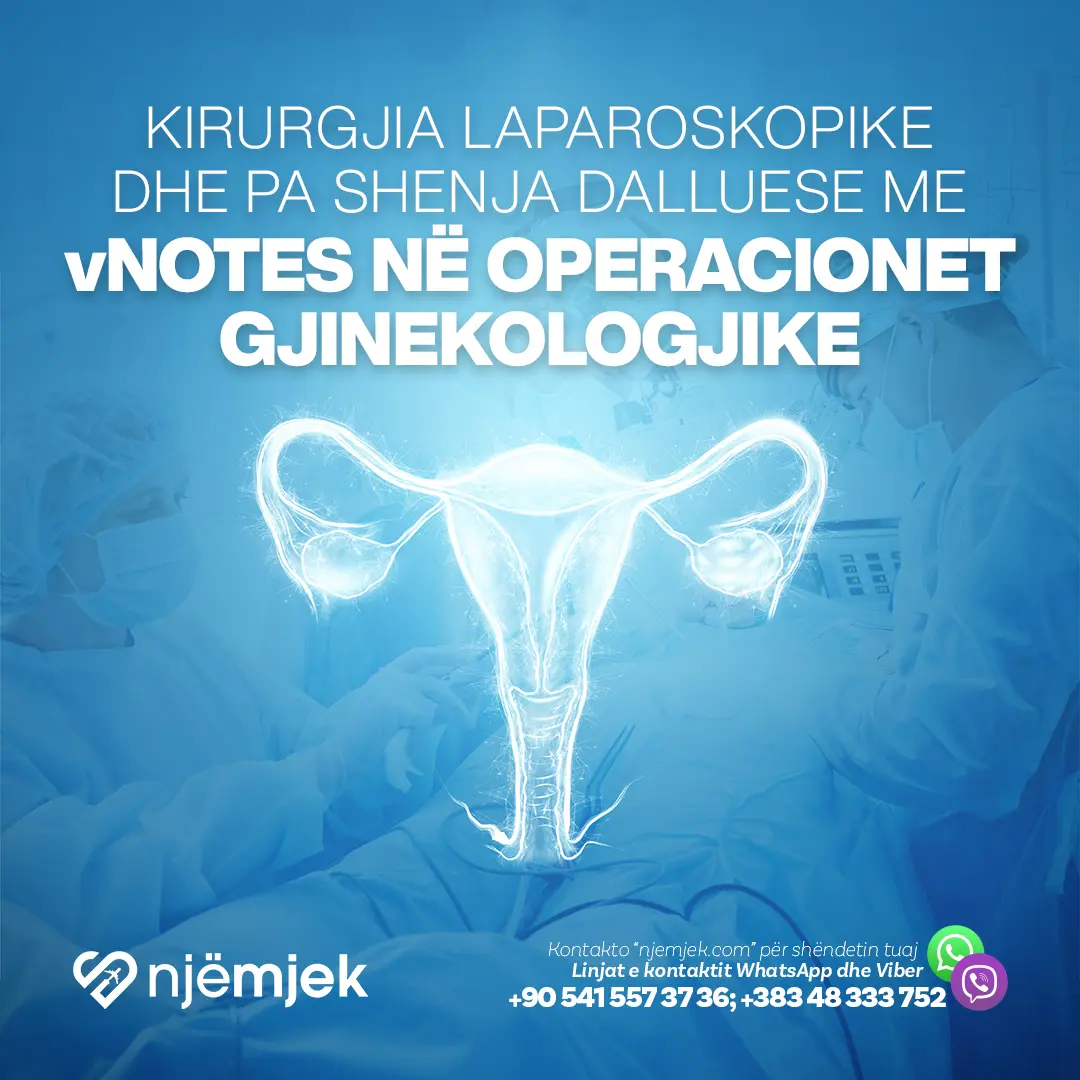 KIRURGJIA LAPAROSKOPIKE
DHE PA SHENJA DALLUESE ME
vNOTES NË OPERACIONET
GJINEKOLOGJIKE
njëmjek
Kontakto “njemjek.com” për shëndetin tuaj
Linjat e kontaktit WhatsApp dhe Viber
+90 541 557 37 36; +383 48 333 752